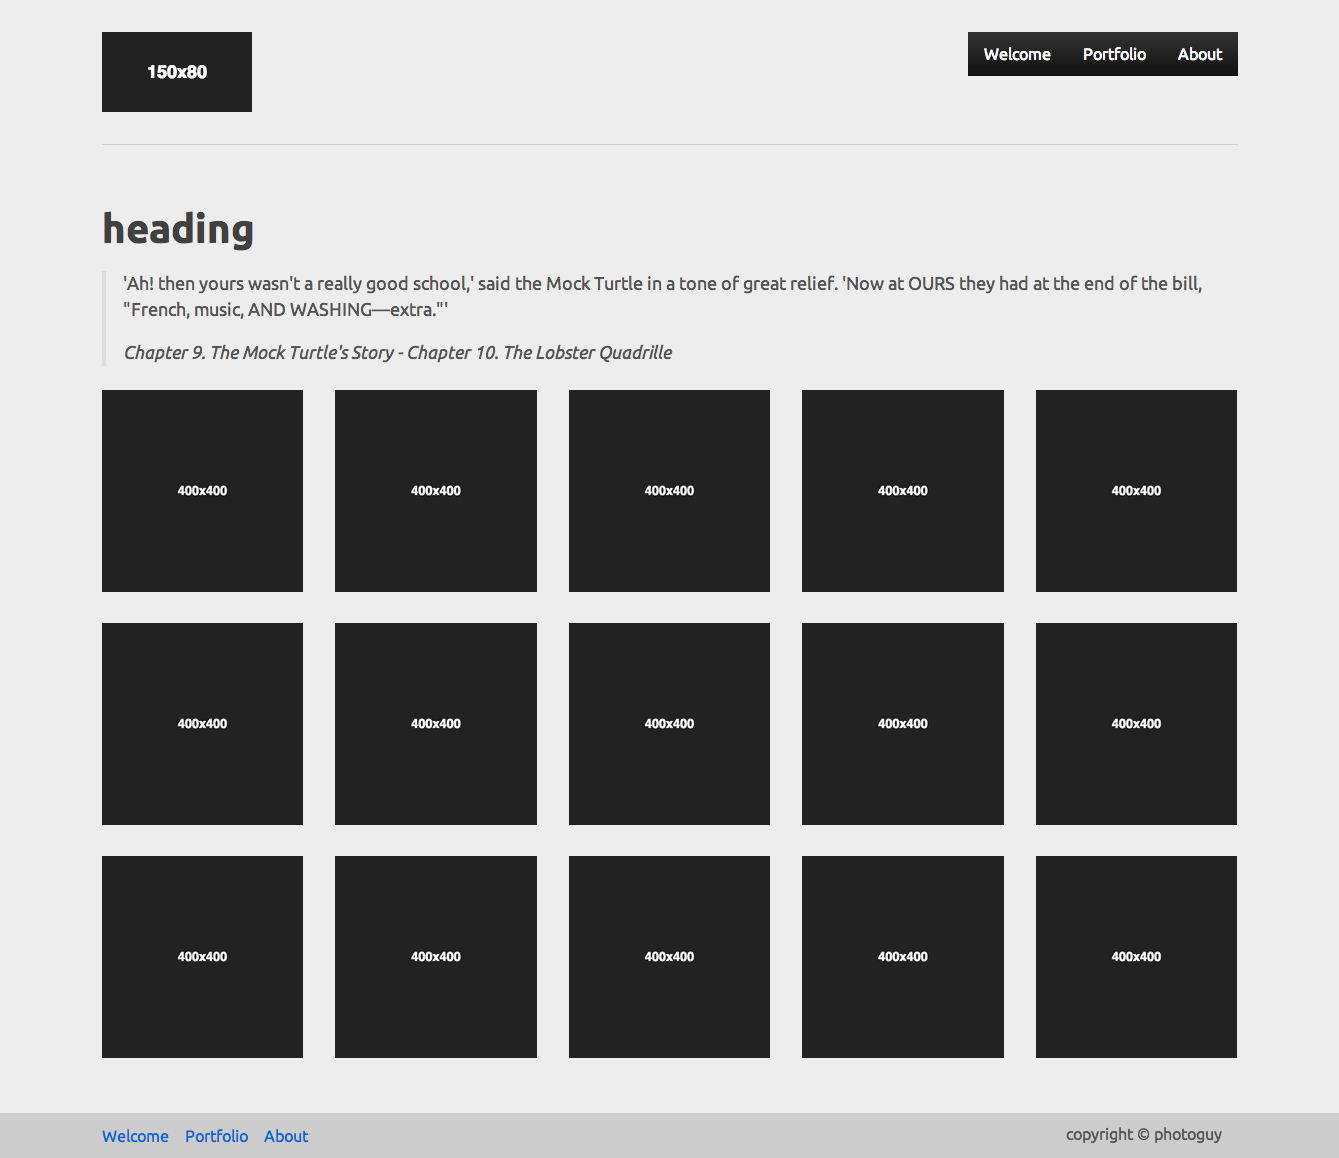 150x80
Welcome Portfolio About
heading
'Ah! then yours wasn't a really good school,' said the Mock Turtle in a tone of great relief. 'Now at OURS they had at the end of the bill,
"French, music, AND WASHING—extra."'
Chapter 9. The Mock Turtle's Story - Chapter 10. The Lobster Quadrille
400x400 400x400 400x400 400x400 400x400
400x400 400x400 400x400 400x400 400x400
400x400 400x400 400x400 400x400 400x400
Welcome Portfolio About copyright © photoguy